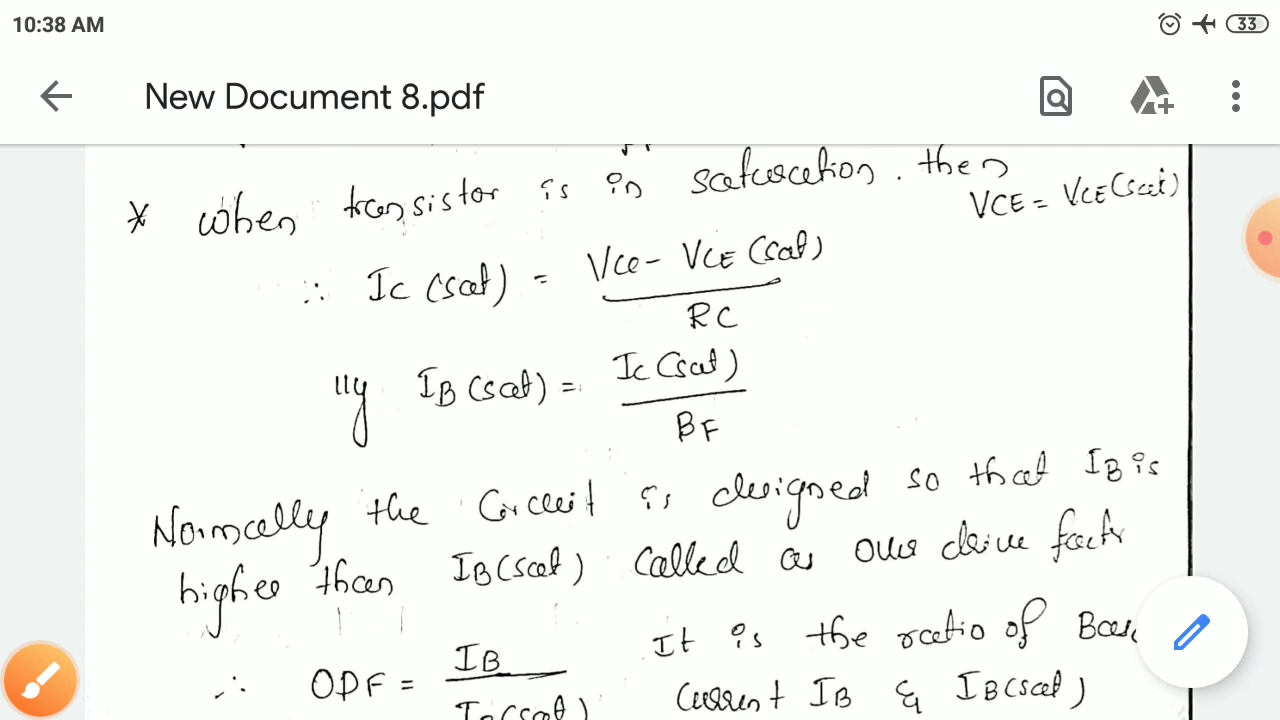 10:38 AM
33
New Document 8.pdf
* When transistor is in saturation. then
VCE = VCE(sat)
∴ IC (sat) = VCC - VCE (sat)
RC
lly IB (sat) = IC (sat)
βF
Normally the Circuit is designed so that IB is
higher than IB(sat) called as over drive factor
It is the ratio of Base
∴ ODF = IB
IB(sat)
current IB & IB(sat)